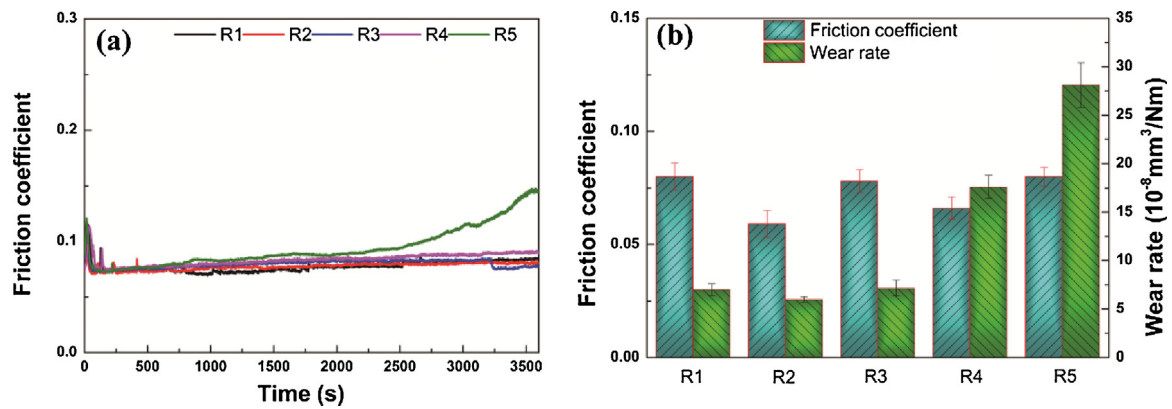 (a)
R1 R2 R3 R4 R5
Friction coefficient
0.3
0.2
0.1
0.0
0 500 1000 1500 2000 2500 3000 3500
Time (s)
(b)
Friction coefficient
Wear rate
Friction coefficient
0.15
0.10
0.05
0.00
R1 R2 R3 R4 R5
35
30
25
20
15
10
5
0
Wear rate (10⁻⁸mm³/Nm)